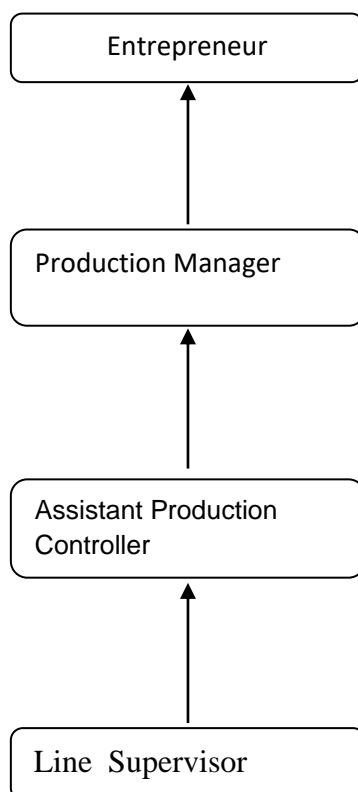 Entrepreneur
Production Manager
Assistant Production
Controller
Line Supervisor